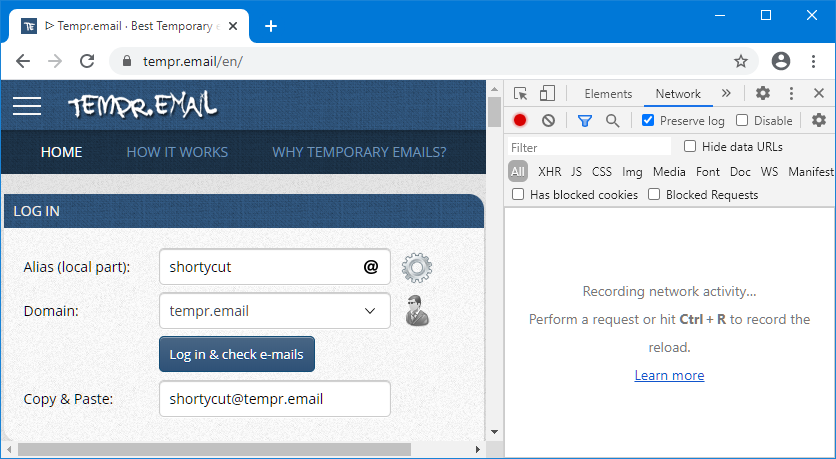 ▷ Tempr.email · Best Temporary
tempr.email/en/
TEMPR.EMAIL
HOME HOW IT WORKS WHY TEMPORARY EMAILS?
LOG IN
Alias (local part): shortycut @
Domain: tempr.email
Log in & check e-mails
Copy & Paste: shortycut@tempr.email
Elements Network »
Preserve log Disable
Filter Hide data URLs
All XHR JS CSS Img Media Font Doc WS Manifest
Has blocked cookies Blocked Requests
Recording network activity...
Perform a request or hit Ctrl + R to record the
reload.
Learn more